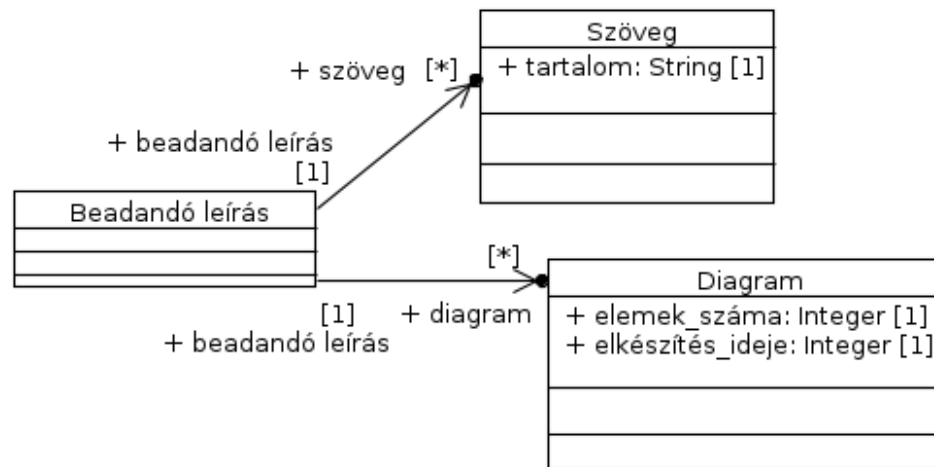 Szöveg
+ tartalom: String [1]
+ szöveg [*]
+ beadandó leírás
[1]
Beadandó leírás
[*]
Diagram
+ elemek_száma: Integer [1]
+ elkészítés_ideje: Integer [1]
[1]
+ diagram
+ beadandó leírás